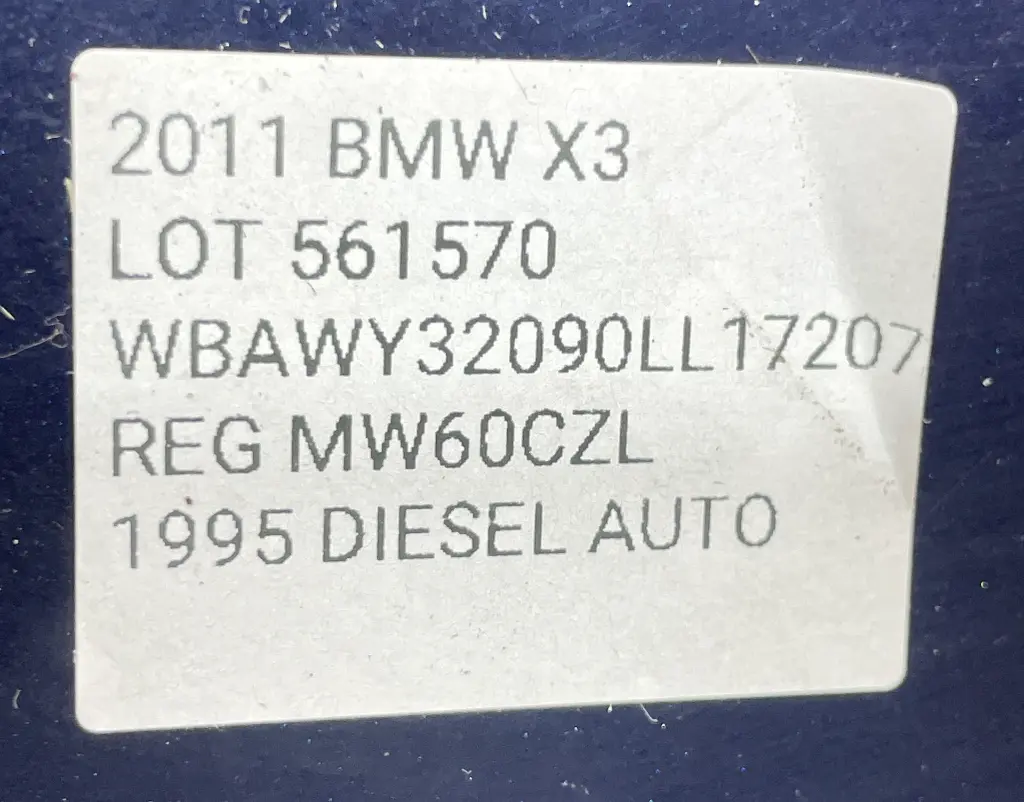 2011 BMW X3
LOT 561570
WBAWY32090LL17207
REG MW60CZL
1995 DIESEL AUTO